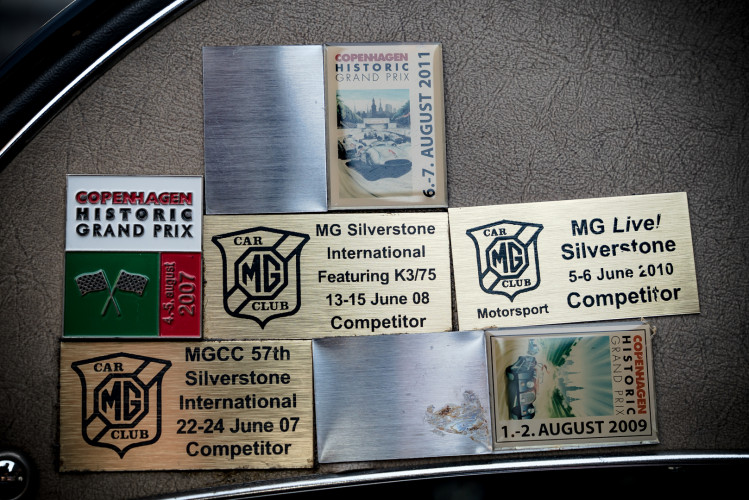 COPENHAGEN
HISTORIC
GRAND PRIX
6.-7. AUGUST 2011
COPENHAGEN
HISTORIC
GRAND PRIX
4.-5. august
2007
CAR
MG
CLUB
MG Silverstone
International
Featuring K3/75
13-15 June 08
Competitor
CAR
MG
CLUB
Motorsport
MG Live!
Silverstone
5-6 June 2010
Competitor
CAR
MG
CLUB
MGCC 57th
Silverstone
International
22-24 June 07
Competitor
COPENHAGEN
HISTORIC
GRAND PRIX
1.-2. AUGUST 2009